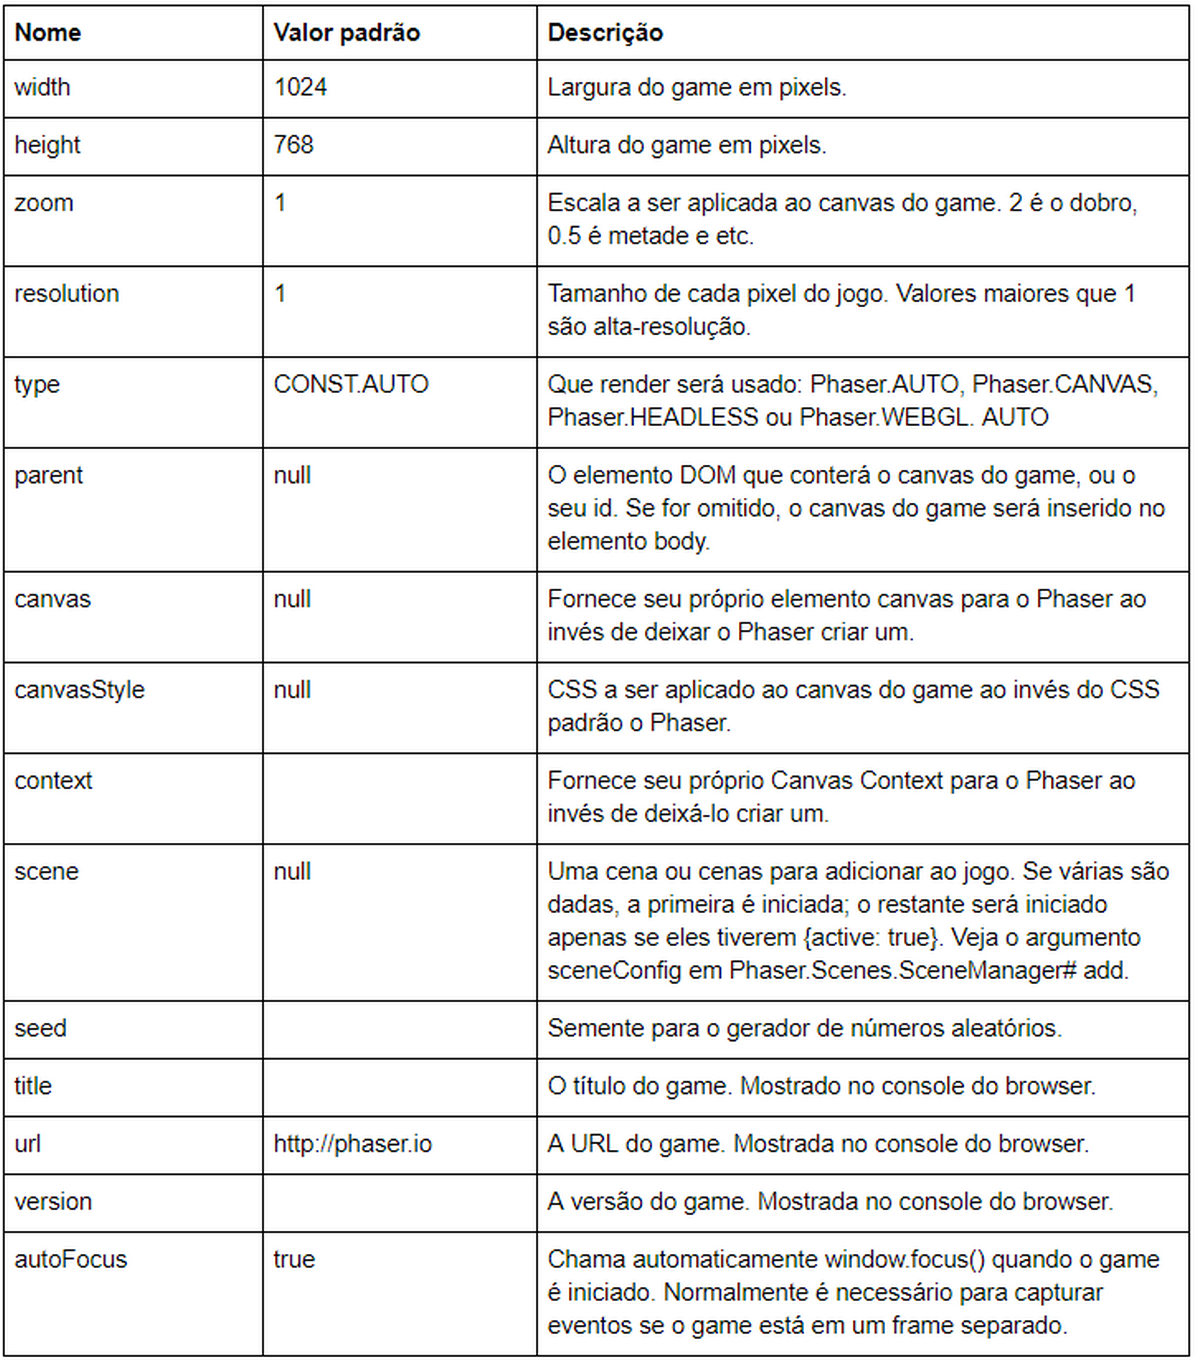 Nome Valor padrão Descrição
width 1024 Largura do game em pixels.
height 768 Altura do game em pixels.
zoom 1 Escala a ser aplicada ao canvas do game. 2 é o dobro,
0.5 é metade e etc.
resolution 1 Tamanho de cada pixel do jogo. Valores maiores que 1
são alta-resolução.
type CONST.AUTO Que render será usado: Phaser.AUTO, Phaser.CANVAS,
Phaser.HEADLESS ou Phaser.WEBGL. AUTO
parent null O elemento DOM que conterá o canvas do game, ou o
seu id. Se for omitido, o canvas do game será inserido no
elemento body.
canvas null Fornece seu próprio elemento canvas para o Phaser ao
invés de deixar o Phaser criar um.
canvasStyle null CSS a ser aplicado ao canvas do game ao invés do CSS
padrão o Phaser.
context Fornece seu próprio Canvas Context para o Phaser ao
invés de deixá-lo criar um.
scene null Uma cena ou cenas para adicionar ao jogo. Se várias são
dadas, a primeira é iniciada; o restante será iniciado
apenas se eles tiverem {active: true}. Veja o argumento
sceneConfig em Phaser.Scenes.SceneManager# add.
seed Semente para o gerador de números aleatórios.
title O título do game. Mostrado no console do browser.
url http://phaser.io A URL do game. Mostrada no console do browser.
version A versão do game. Mostrada no console do browser.
autoFocus true Chama automaticamente window.focus() quando o game
é iniciado. Normalmente é necessário para capturar
eventos se o game está em um frame separado.